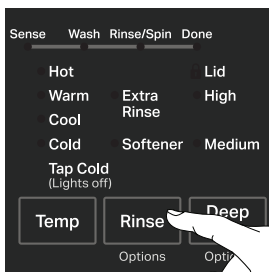 Sense Wash Rinse/Spin Done
Hot Lid
Warm Extra High
Rinse
Cool
Cold Softener Medium
Tap Cold
(Lights off)
Temp Rinse Deep
Options